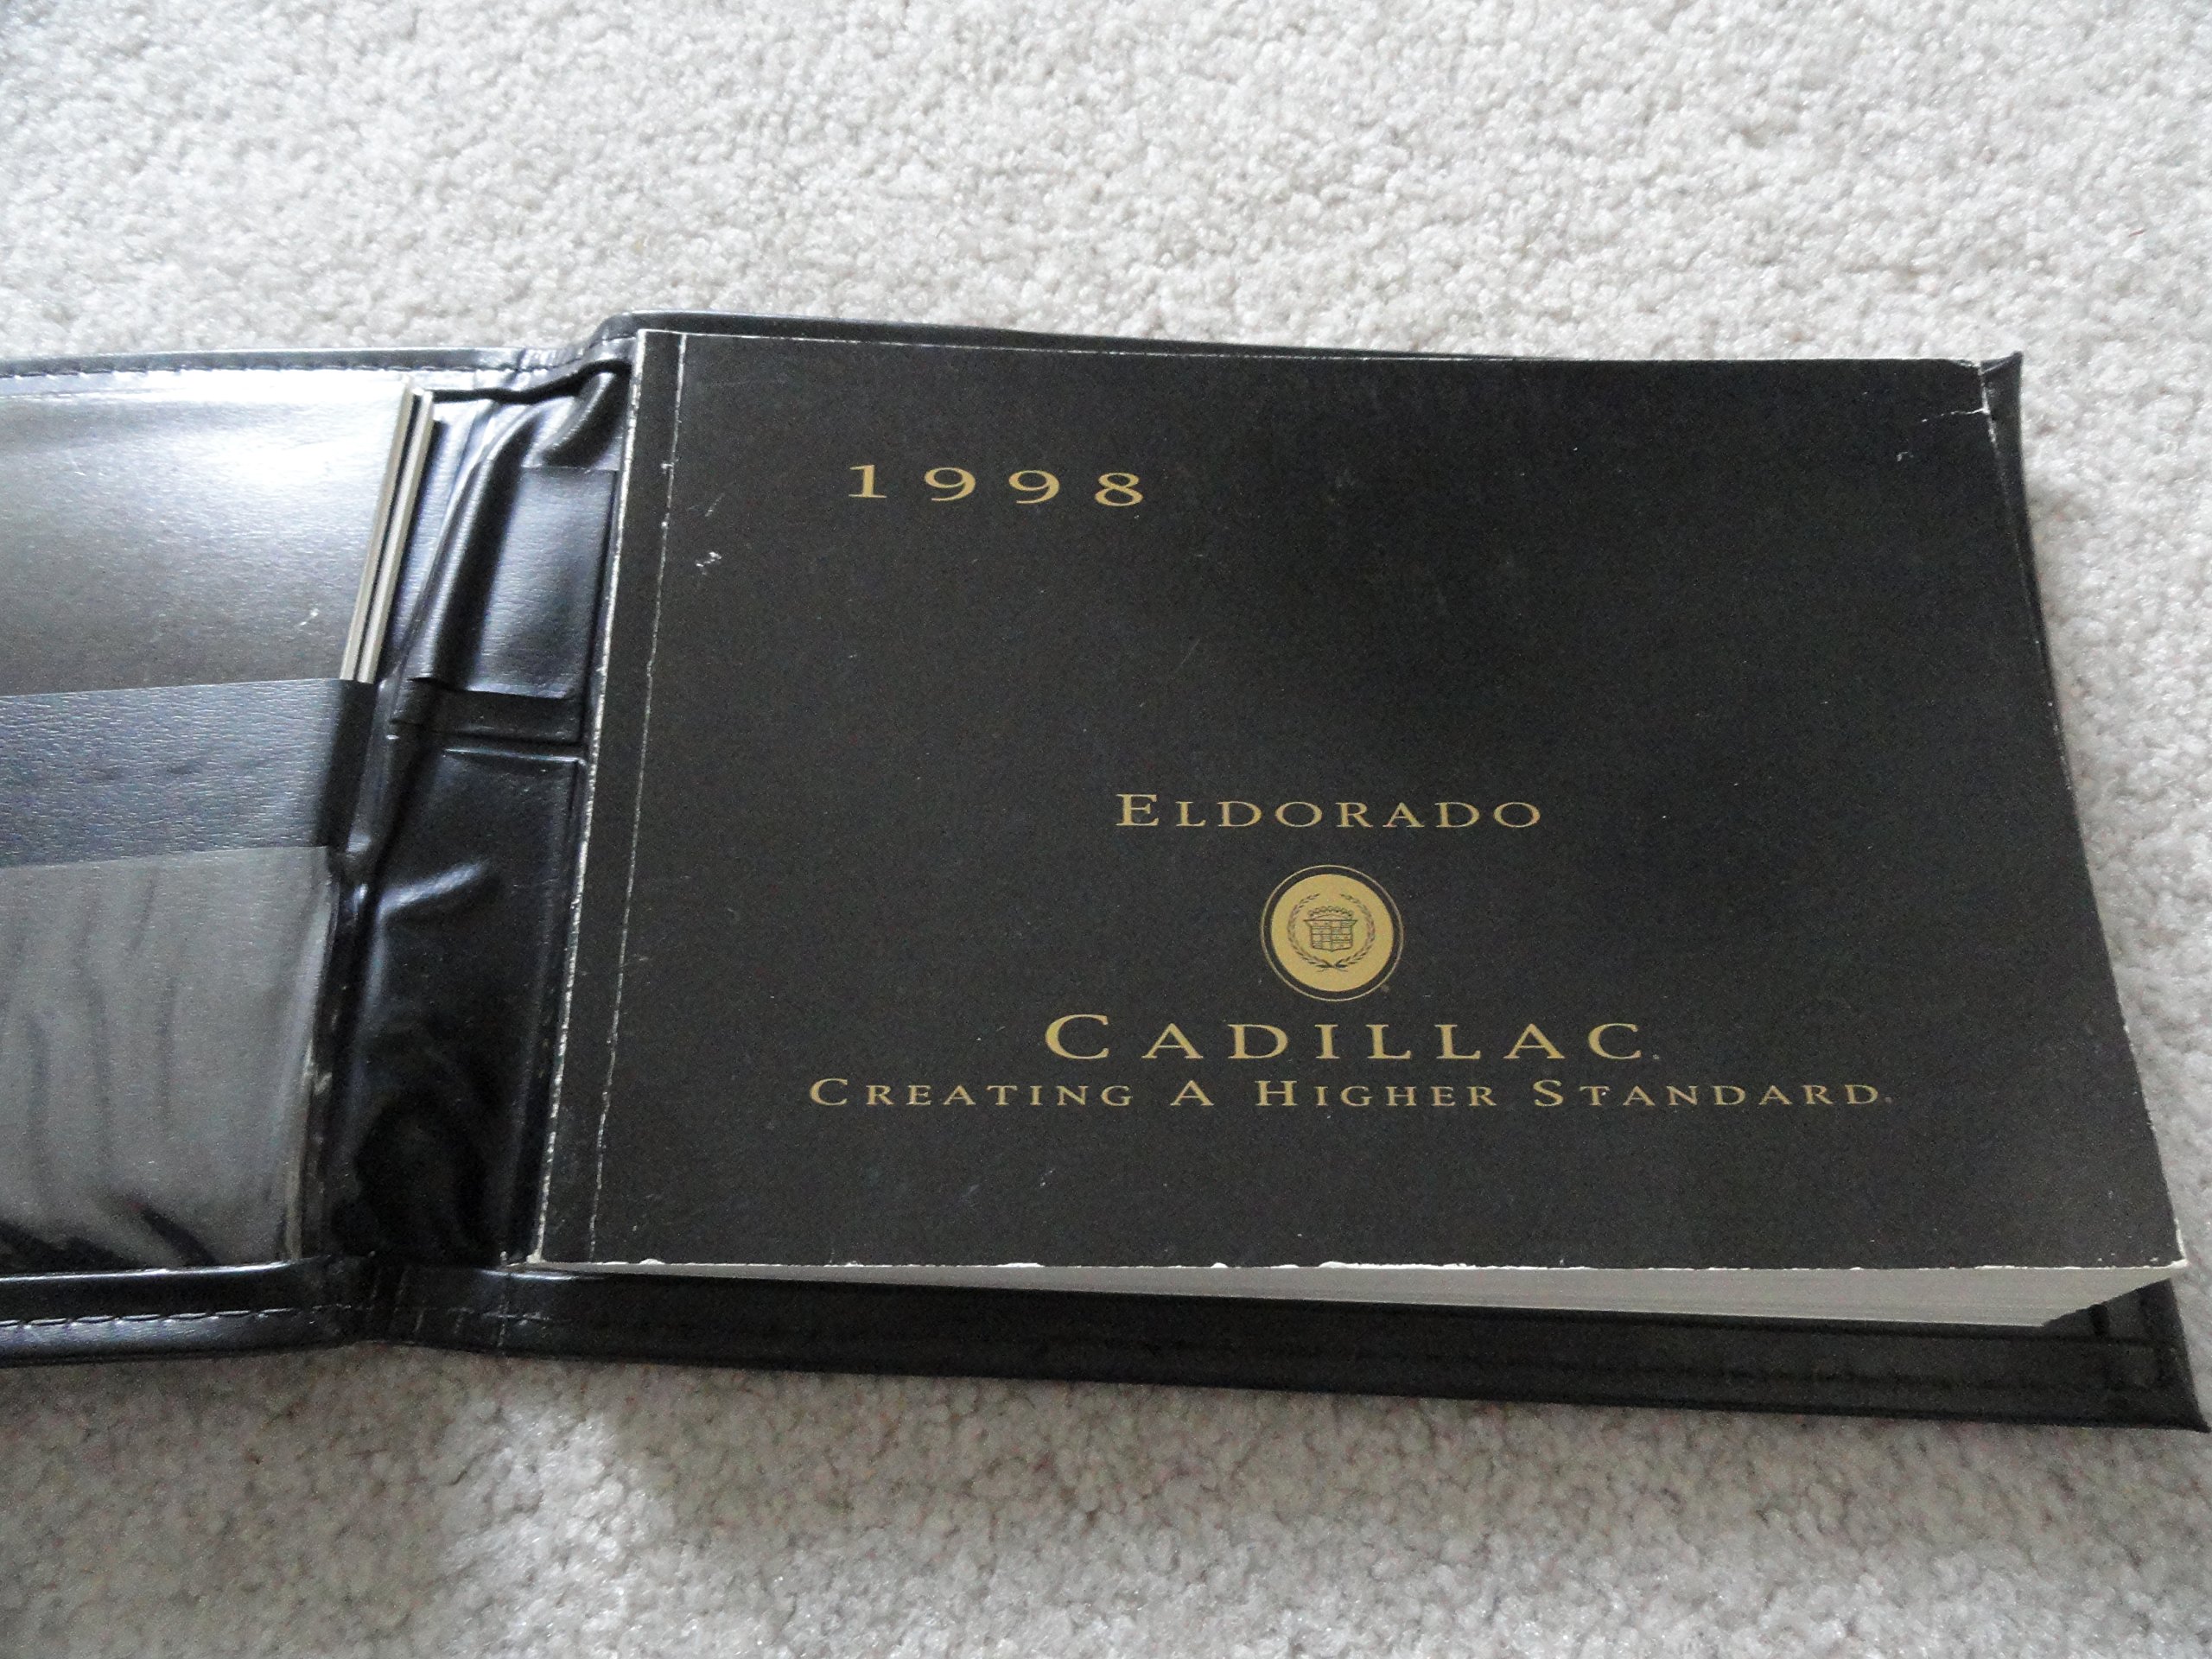 1998
ELDORADO
CADILLAC®
CREATING A HIGHER STANDARD®